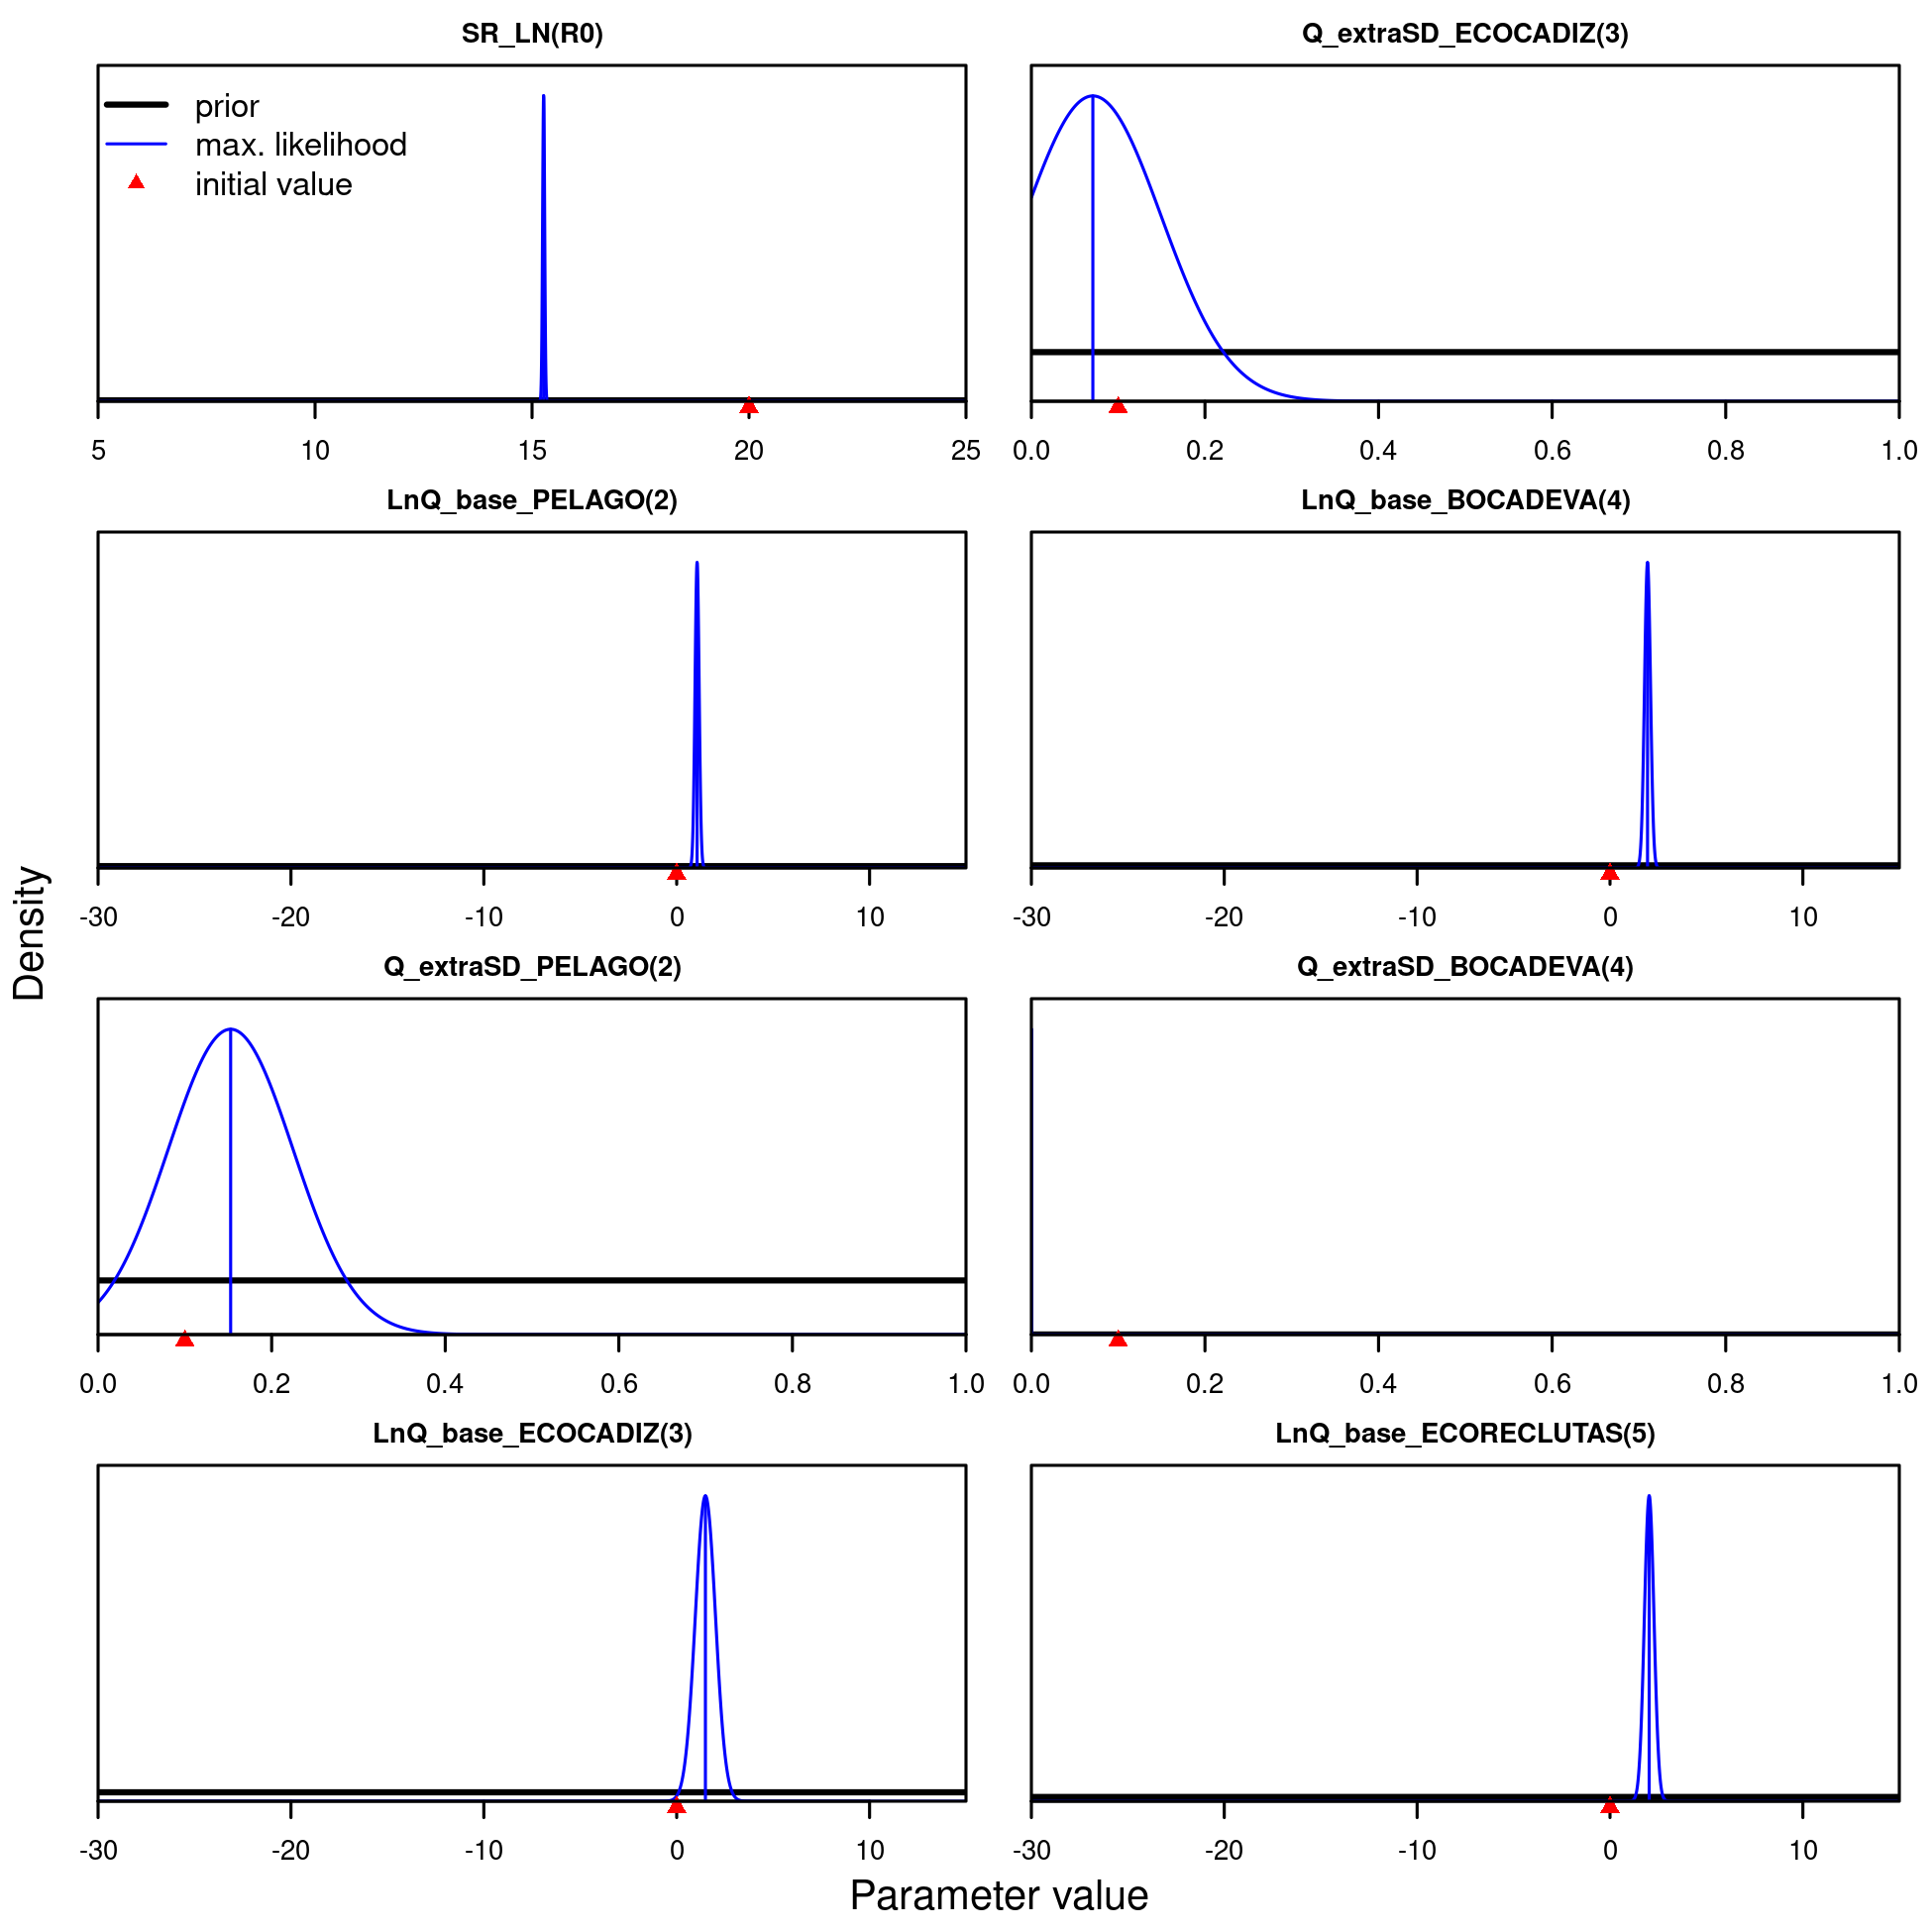 SR_LN(R0)
prior
max. likelihood
initial value
5 10 15 20 25
Q_extraSD_ECOCADIZ(3)
0.0 0.2 0.4 0.6 0.8 1.0
LnQ_base_PELAGO(2)
-30 -20 -10 0 10
LnQ_base_BOCADEVA(4)
-30 -20 -10 0 10
Q_extraSD_PELAGO(2)
0.0 0.2 0.4 0.6 0.8 1.0
Q_extraSD_BOCADEVA(4)
0.0 0.2 0.4 0.6 0.8 1.0
LnQ_base_ECOCADIZ(3)
-30 -20 -10 0 10
LnQ_base_ECORECLUTAS(5)
-30 -20 -10 0 10
Density
Parameter value